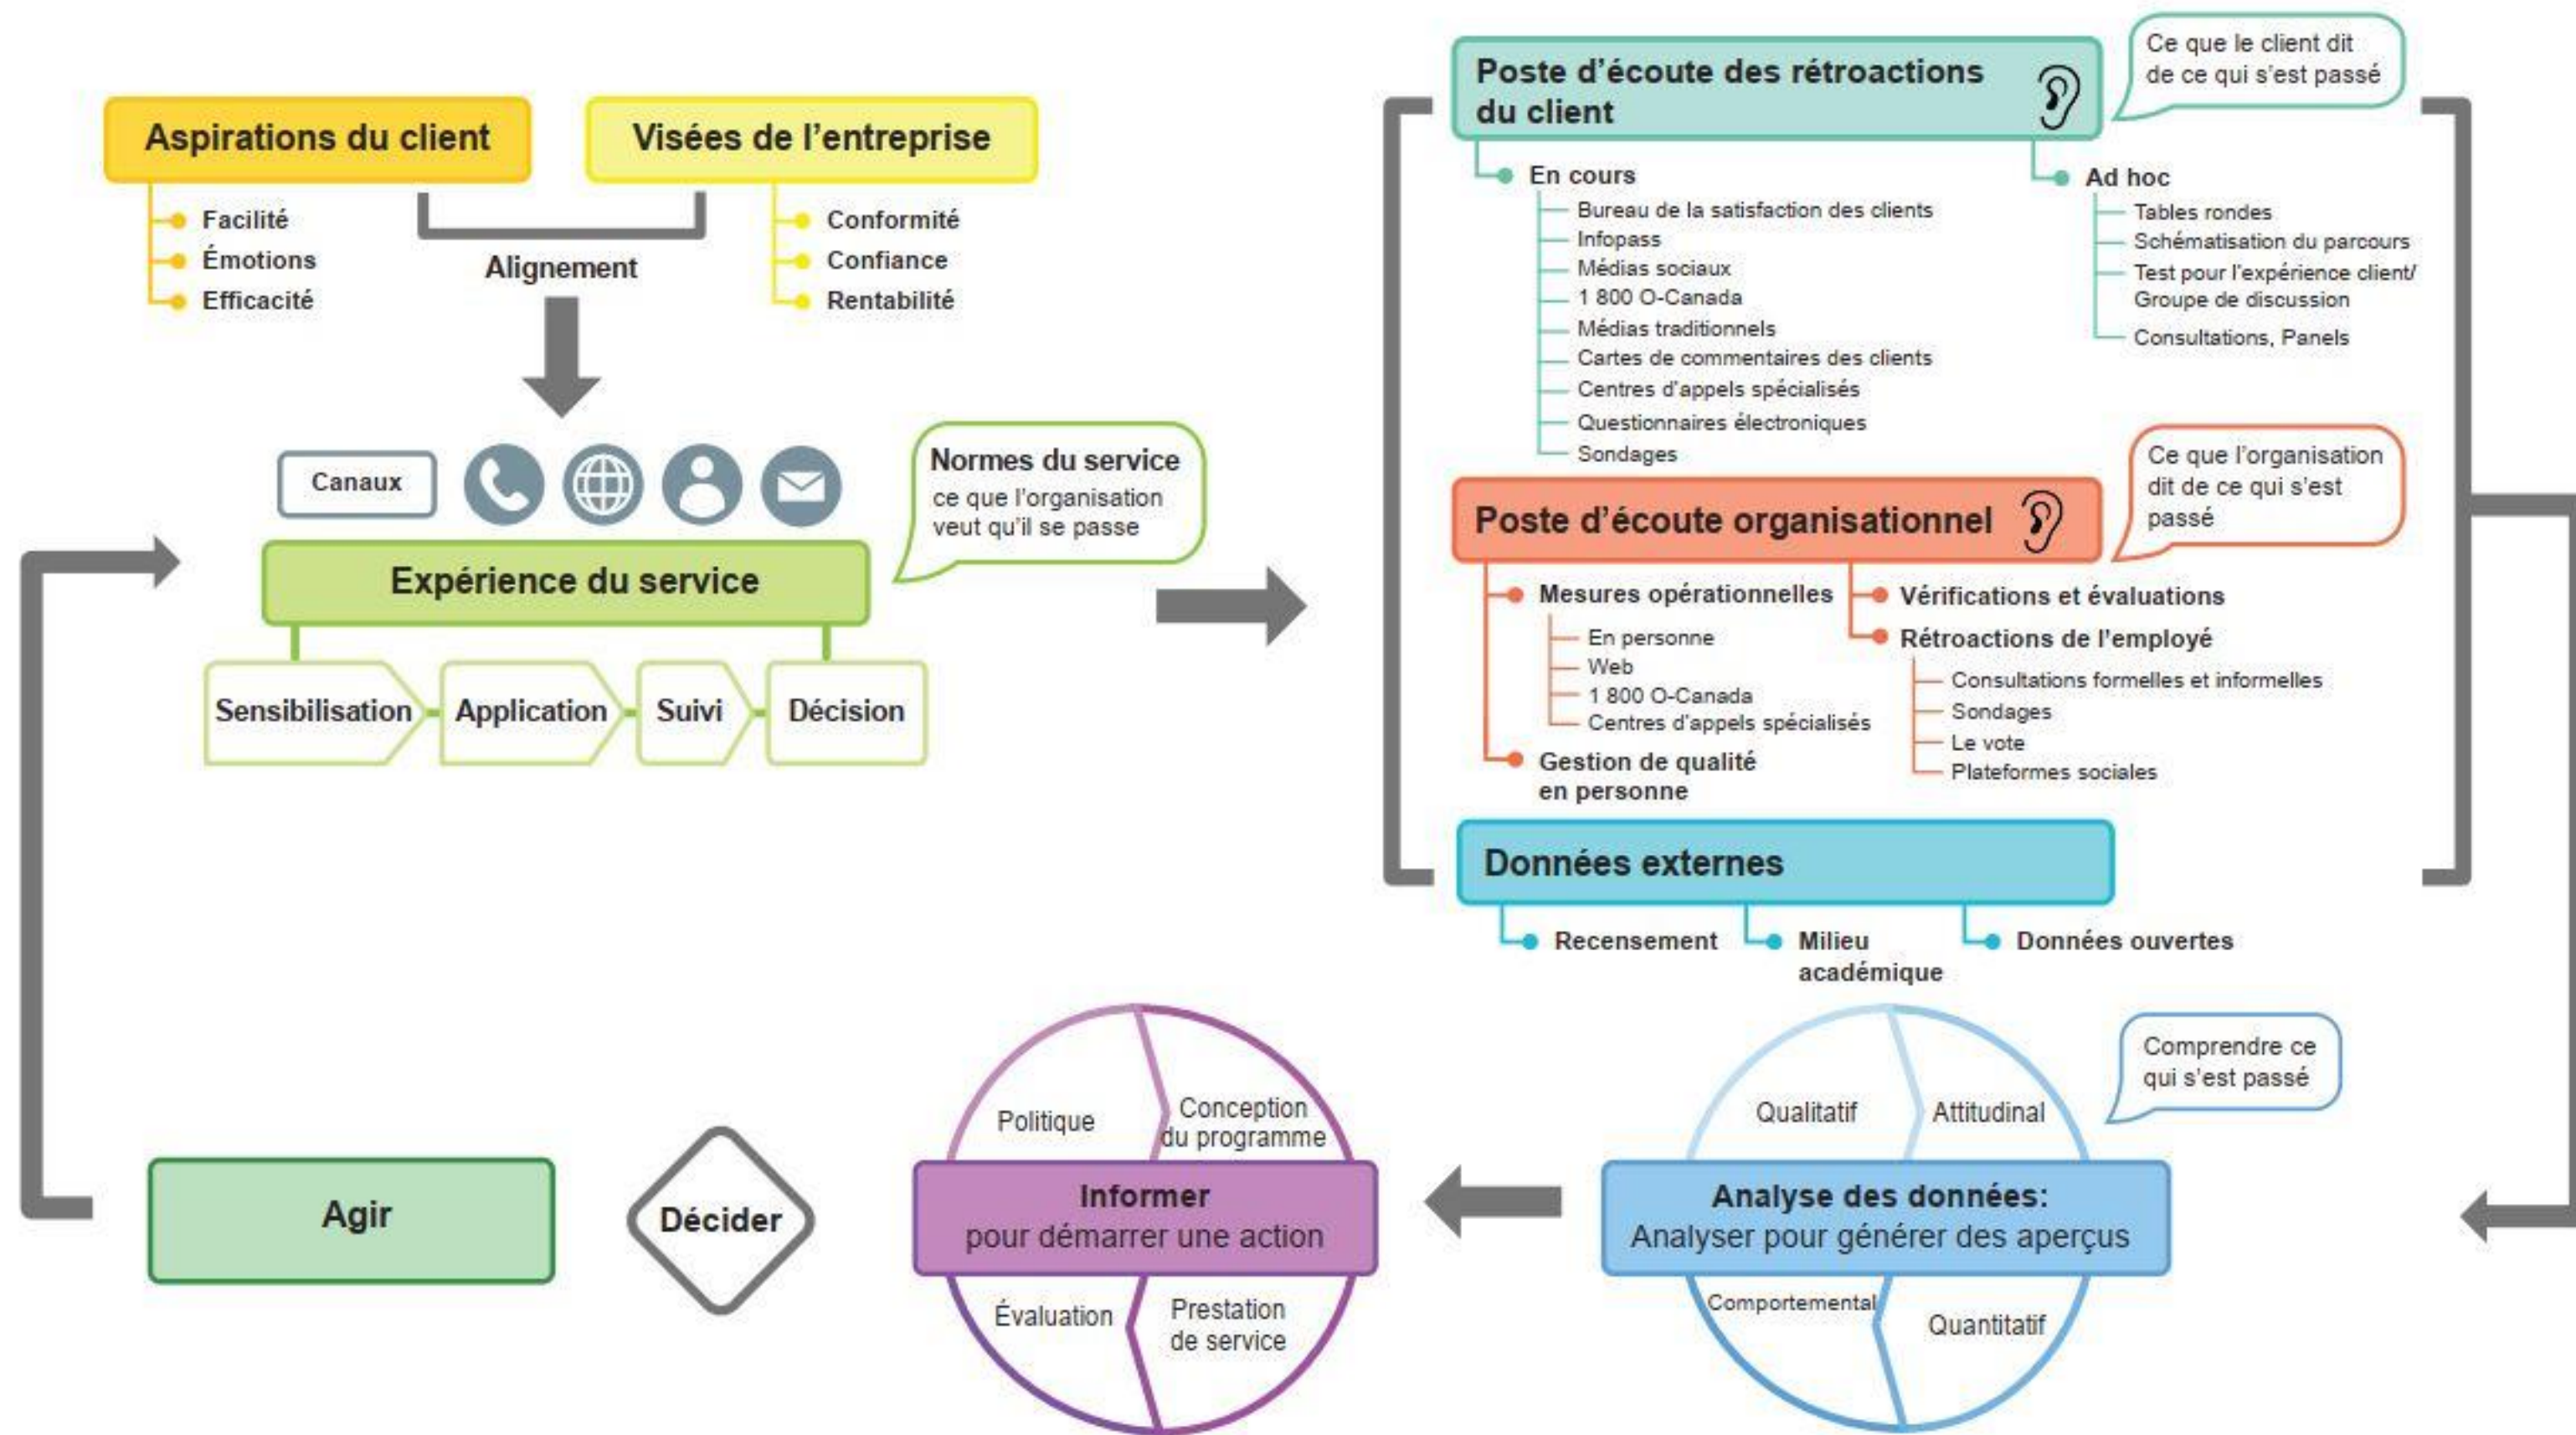 Aspirations du client
Facilité
Émotions
Efficacité
Visées de l'entreprise
Conformité
Confiance
Rentabilité
Alignement
Canaux
Normes du service
ce que l'organisation
veut qu'il se passe
Expérience du service
Sensibilisation
Application
Suivi
Décision
Poste d'écoute des rétroactions
du client
Ce que le client dit
de ce qui s'est passé
En cours
Bureau de la satisfaction des clients
Infopass
Médias sociaux
1 800 O-Canada
Médias traditionnels
Cartes de commentaires des clients
Centres d'appels spécialisés
Questionnaires électroniques
Sondages
Ad hoc
Tables rondes
Schématisation du parcours
Test pour l'expérience client/
Groupe de discussion
Consultations, Panels
Poste d'écoute organisationnel
Ce que l'organisation
dit de ce qui s'est
passé
Mesures opérationnelles
En personne
Web
1 800 O-Canada
Centres d'appels spécialisés
Gestion de qualité
en personne
Vérifications et évaluations
Rétroactions de l'employé
Consultations formelles et informelles
Sondages
Le vote
Plateformes sociales
Données externes
Recensement
Milieu
académique
Données ouvertes
Comprendre ce
qui s'est passé
Qualitatif
Attitudinal
Analyse des données:
Analyser pour générer des aperçus
Comportemental
Quantitatif
Politique
Conception
du programme
Informer
pour démarrer une action
Évaluation
Prestation
de service
Décider
Agir